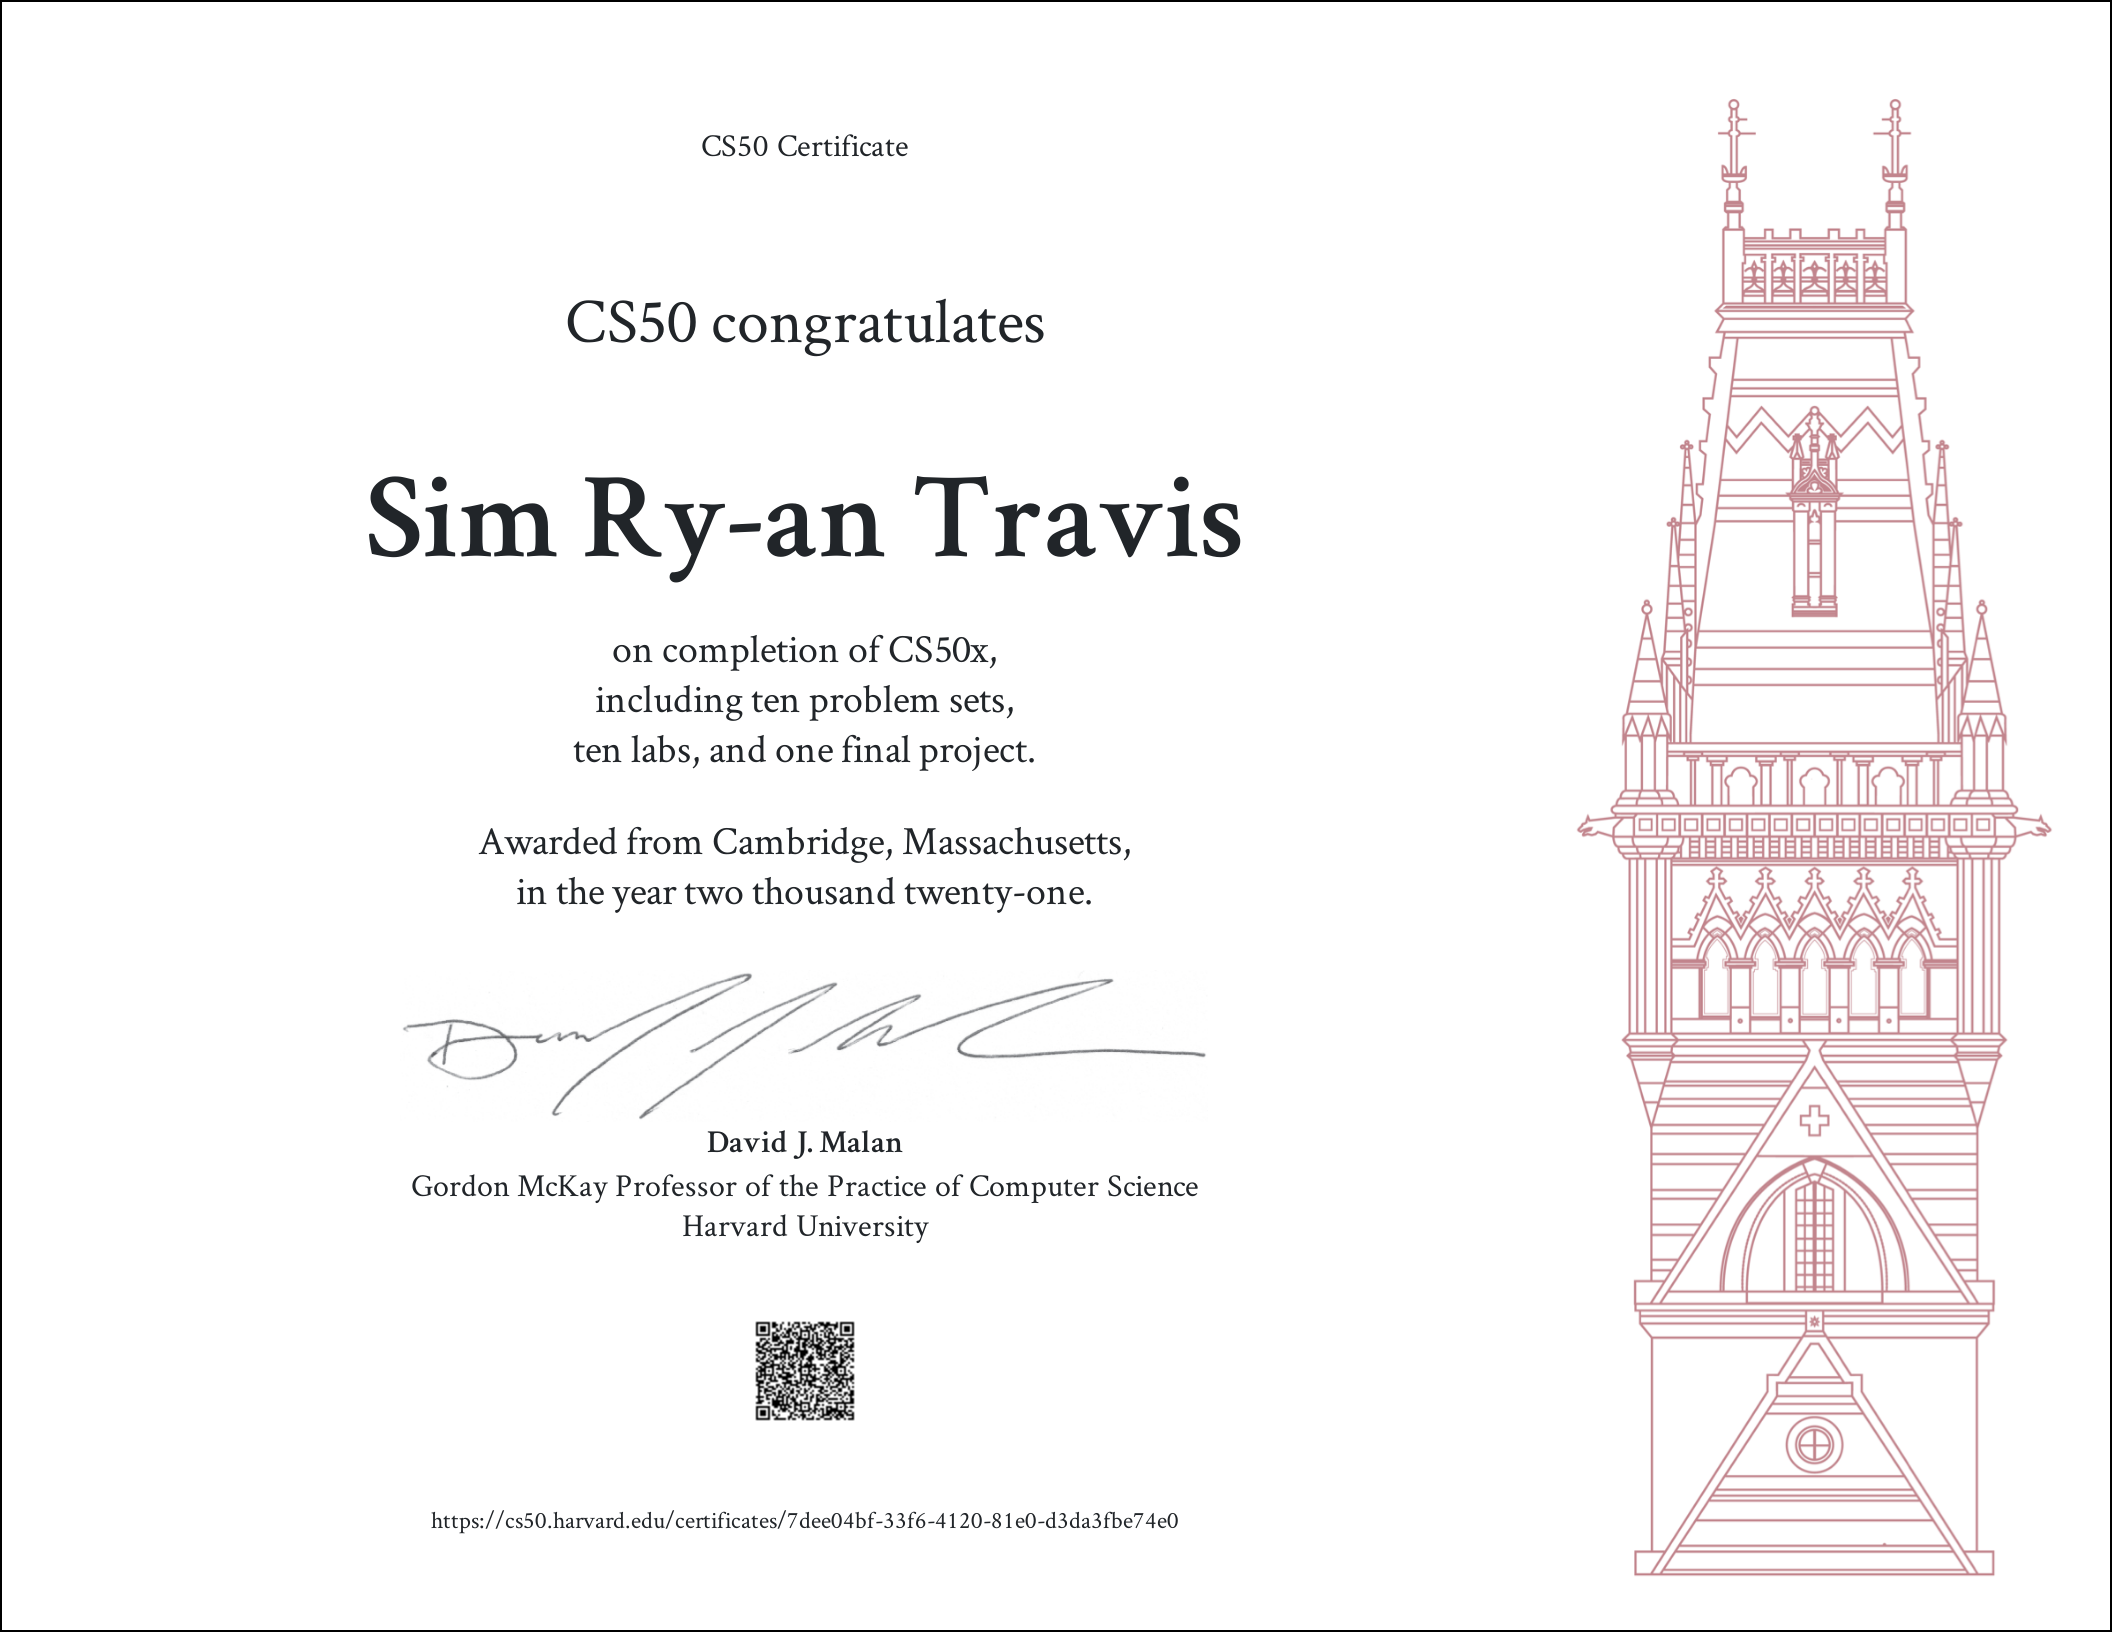 CS50 Certificate
CS50 congratulates
Sim Ry-an Travis
on completion of CS50x,
including ten problem sets,
ten labs, and one final project.
Awarded from Cambridge, Massachusetts,
in the year two thousand twenty-one.
David J. Malan
Gordon McKay Professor of the Practice of Computer Science
Harvard University
https://cs50.harvard.edu/certificates/7dee04bf-33f6-4120-81e0-d3da3fbe74e0